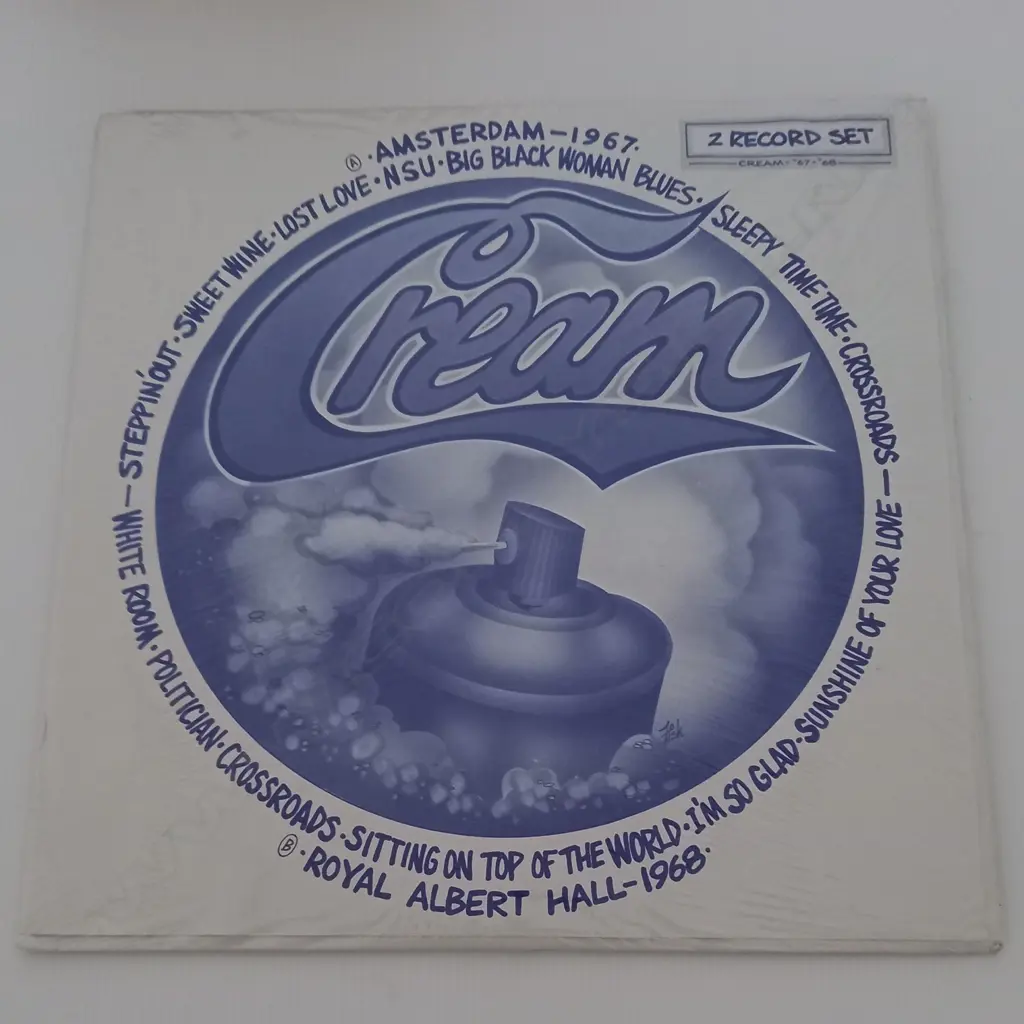 Ⓐ · AMSTERDAM — 1967.
STEPPIN' OUT · SWEET WINE · LOST LOVE · NSU · BIG BLACK WOMAN BLUES · SLEEPY TIME TIME · CROSSROADS
2 RECORD SET
CREAM - '67 - '68
Cream
WHITE ROOM · POLITICIAN · CROSSROADS · SITTING ON TOP OF THE WORLD · I'M SO GLAD · SUNSHINE OF YOUR LOVE
Ⓑ · ROYAL ALBERT HALL — 1968 ·